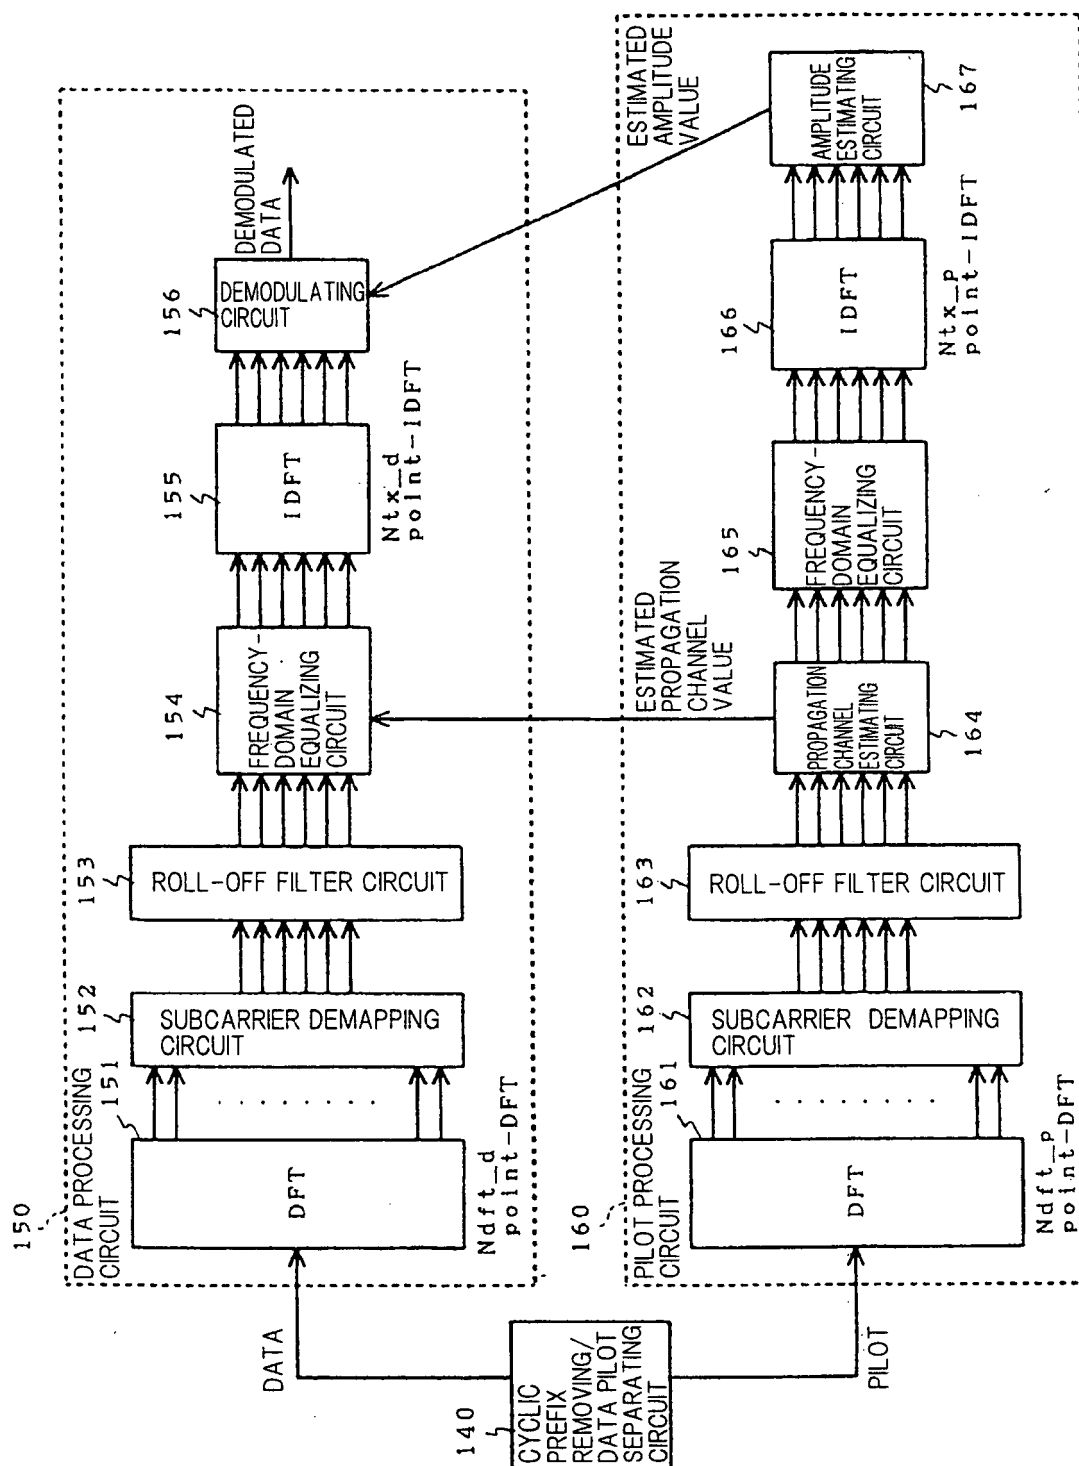 140
CYCLIC
PREFIX
REMOVING/
DATA PILOT
SEPARATING
CIRCUIT
DATA
PILOT
150
DATA PROCESSING
CIRCUIT
151
DFT
Ndft_d
point-DFT
152
SUBCARRIER DEMAPPING
CIRCUIT
153
ROLL-OFF FILTER CIRCUIT
154
FREQUENCY-
DOMAIN
EQUALIZING
CIRCUIT
155
IDFT
Ntx_d
point-IDFT
156
DEMODULATING
CIRCUIT
DEMODULATED
DATA
160
PILOT PROCESSING
CIRCUIT
161
DFT
Ndft_p
point-DFT
162
SUBCARRIER DEMAPPING
CIRCUIT
163
ROLL-OFF FILTER CIRCUIT
PROPAGATION
CHANNEL
ESTIMATING
CIRCUIT
164
ESTIMATED
PROPAGATION
CHANNEL
VALUE
165
FREQUENCY-
DOMAIN
EQUALIZING
CIRCUIT
166
IDFT
Ntx_p
point-IDFT
AMPLITUDE
ESTIMATING
CIRCUIT
167
ESTIMATED
AMPLITUDE
VALUE